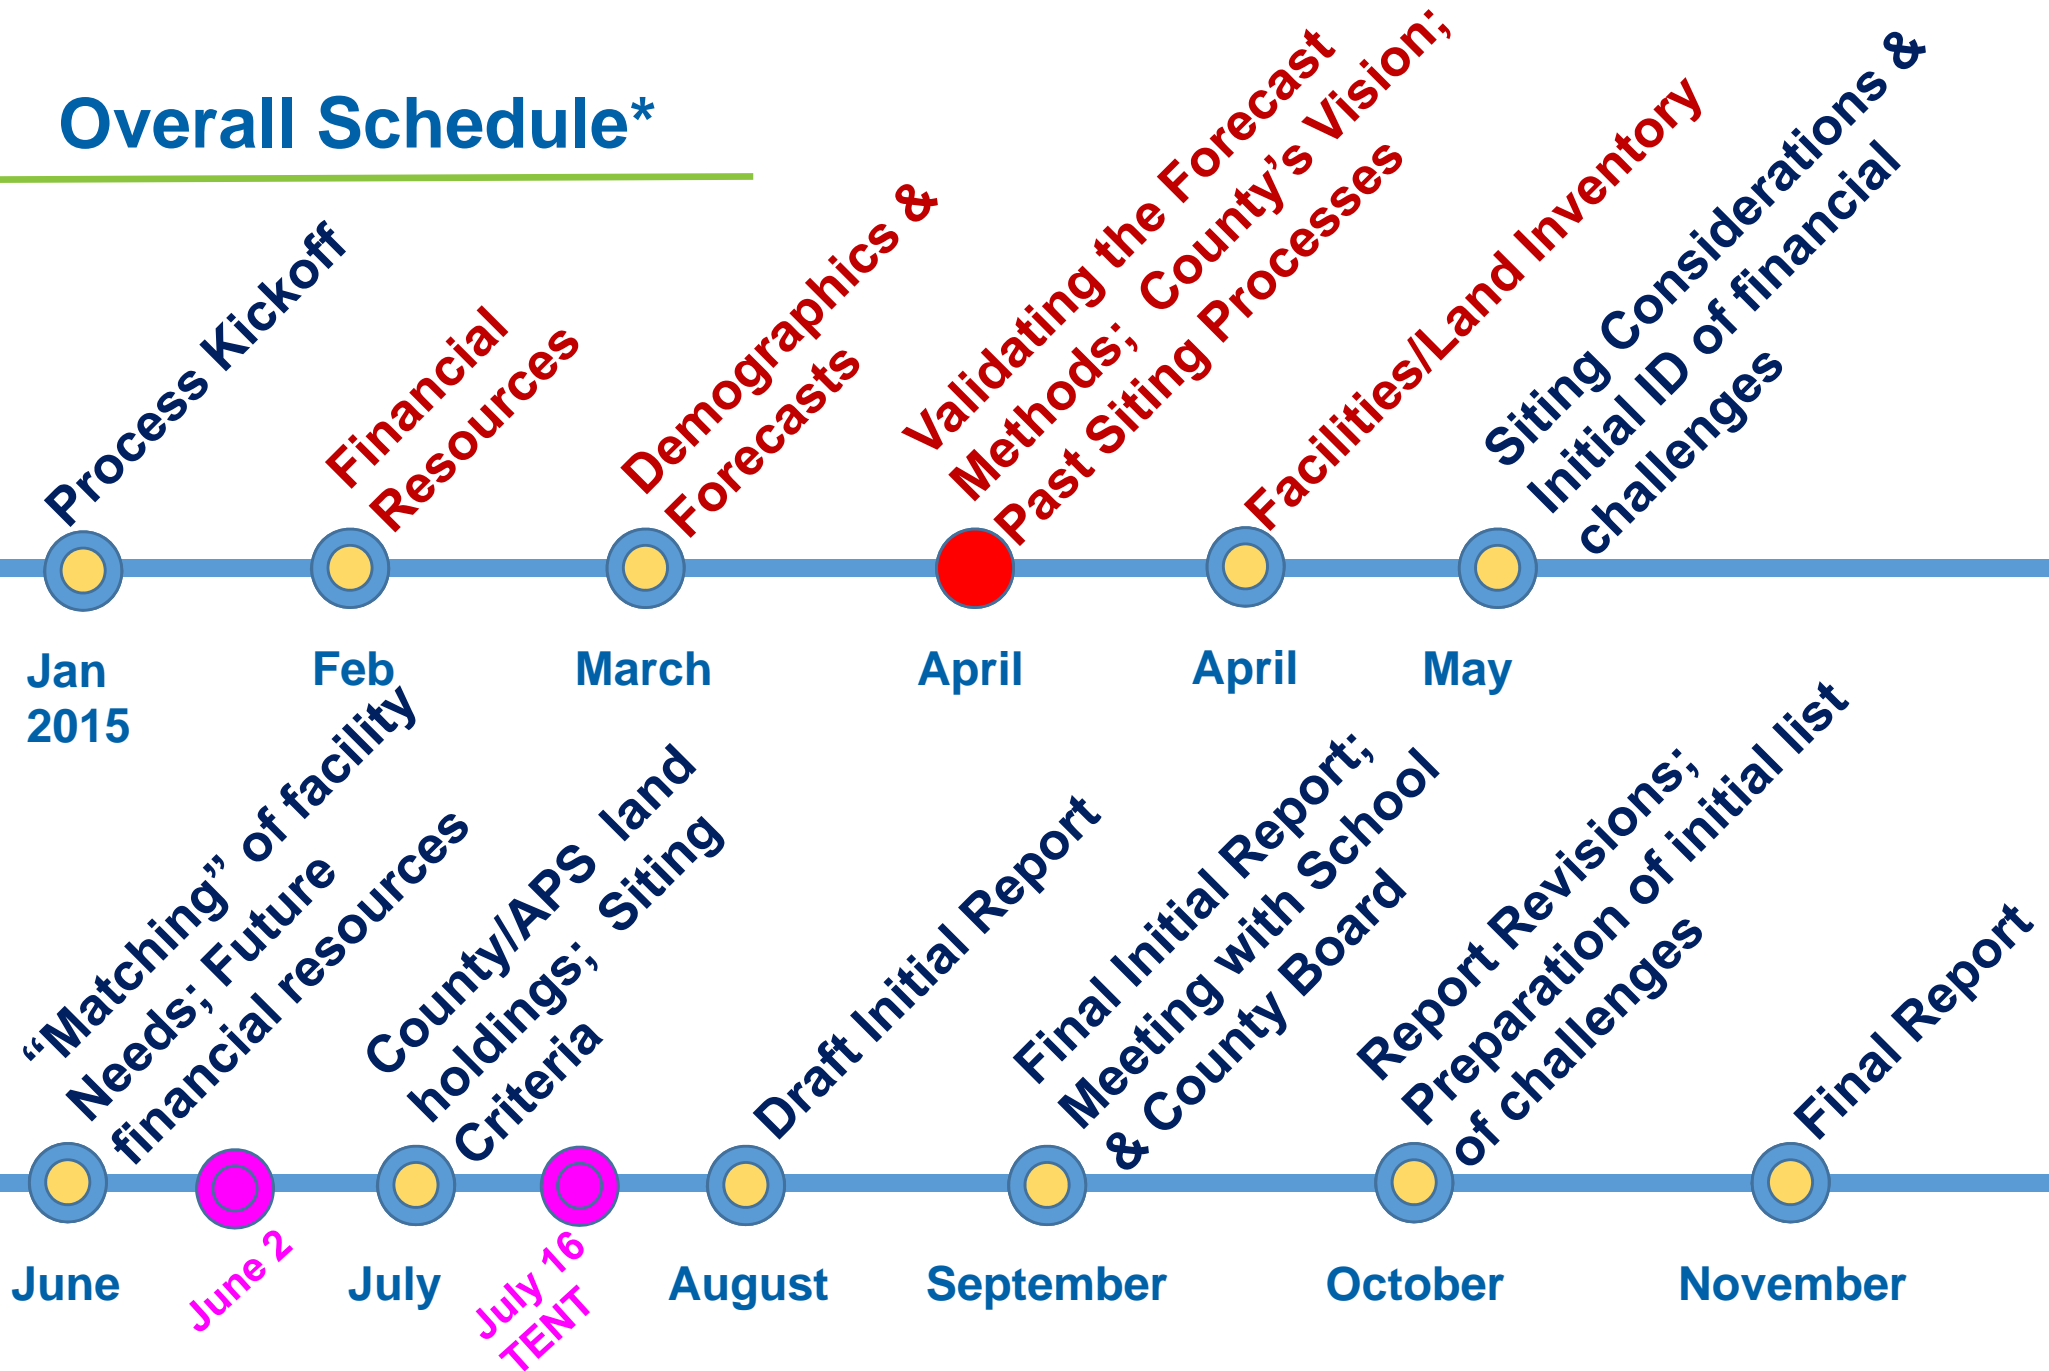 Overall Schedule*
Process Kickoff
Financial
Resources
Demographics &
Forecasts
Validating the Forecast
Methods; County’s Vision;
Past Siting Processes
Facilities/Land Inventory
Siting Considerations &
Initial ID of financial
challenges
Jan
2015
Feb
March
April
April
May
“Matching” of facility
Needs; Future
financial resources
County/APS land
holdings; Siting
Criteria
Draft Initial Report
Final Initial Report;
Meeting with School
& County Board
Report Revisions;
Preparation of initial list
of challenges
Final Report
June
June 2
July
July 16
TENT
August
September
October
November